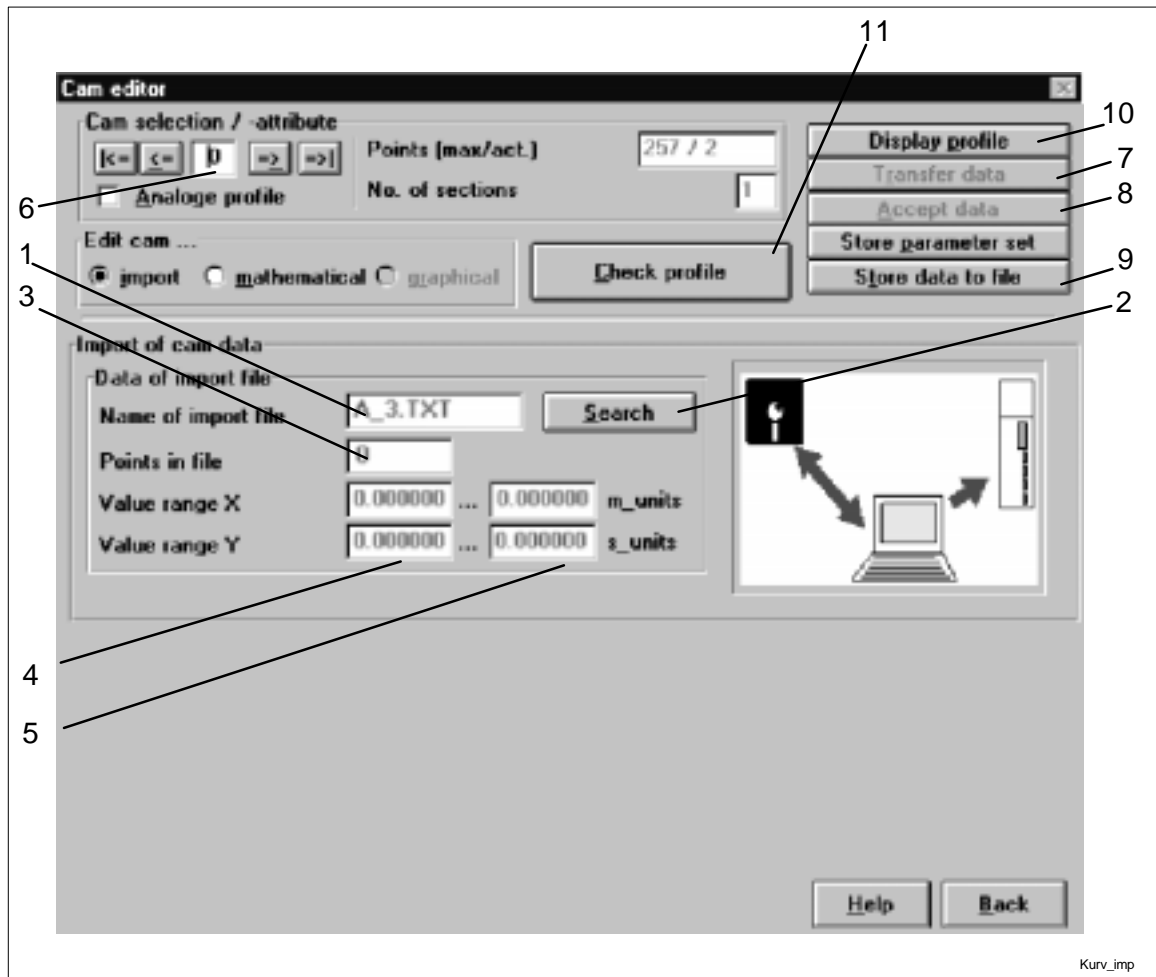 11
Cam editor
Cam selection / -attribute
|<= <= 0 => =>|
Points (max/act.) 257 / 2
Analoge profile
No. of sections 1
Display profile
10
Transfer data
7
Accept data
8
Store parameter set
Store data to file
9
6
Edit cam ...
1
import mathematical graphical
Check profile
3
2
Import of cam data
Data of import file
Name of import file A_3.TXT Search
Points in file 0
Value range X 0.000000 ... 0.000000 m_units
Value range Y 0.000000 ... 0.000000 s_units
4
5
Help Back
Kurv_imp